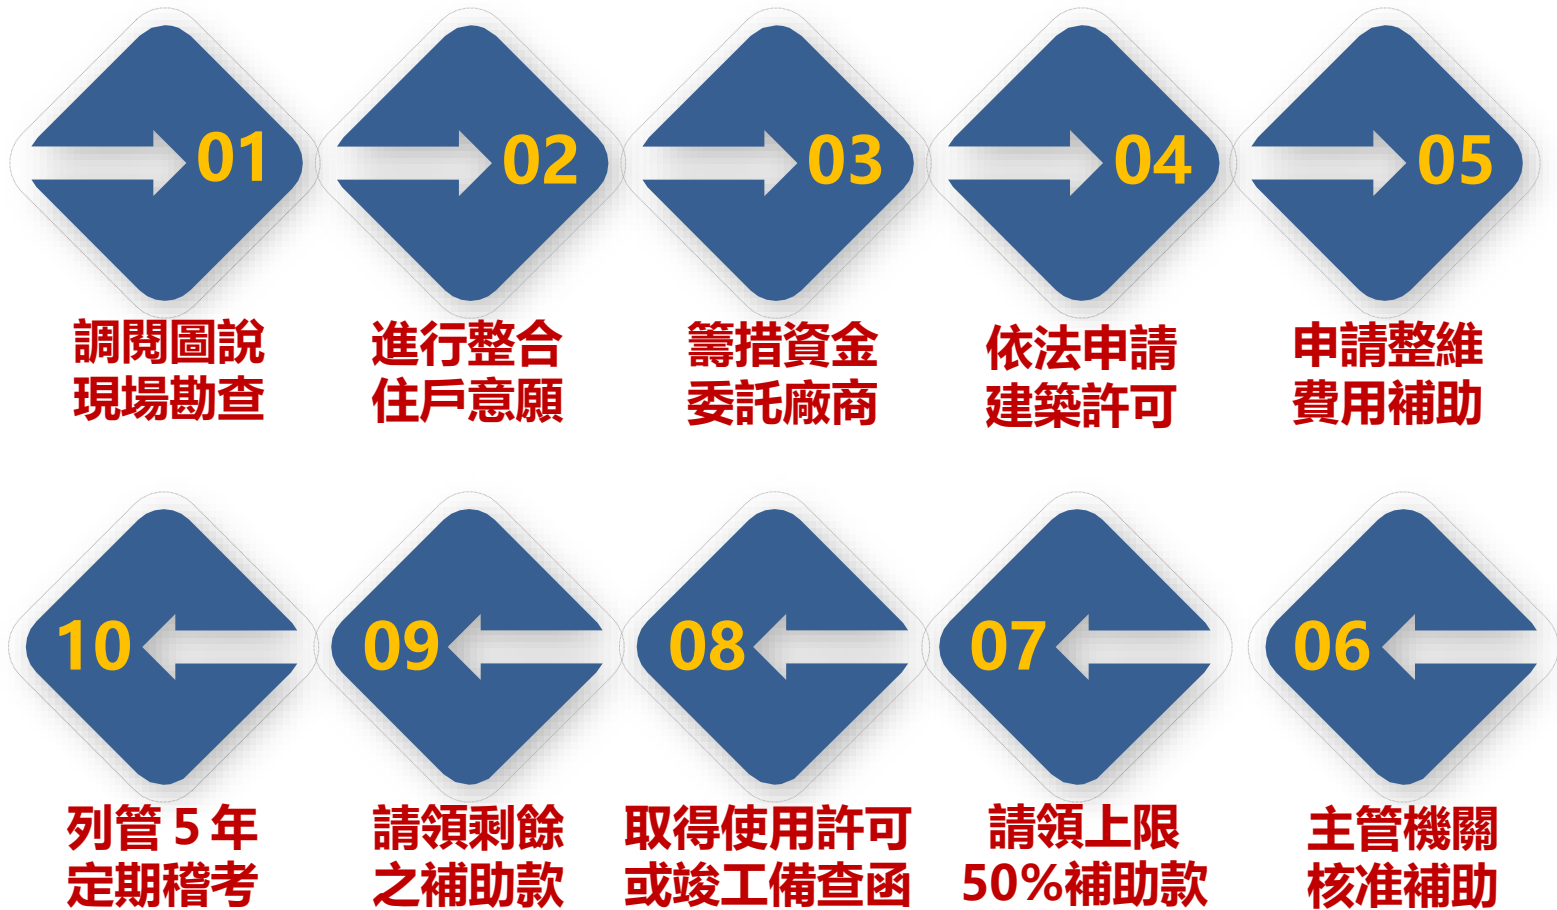 01
調閱圖說
現場勘查
02
進行整合
住戶意願
03
籌措資金
委託廠商
04
依法申請
建築許可
05
申請整維
費用補助
06
主管機關
核准補助
07
請領上限
50%補助款
08
取得使用許可
或竣工備查函
09
請領剩餘
之補助款
10
列管5年
定期稽考